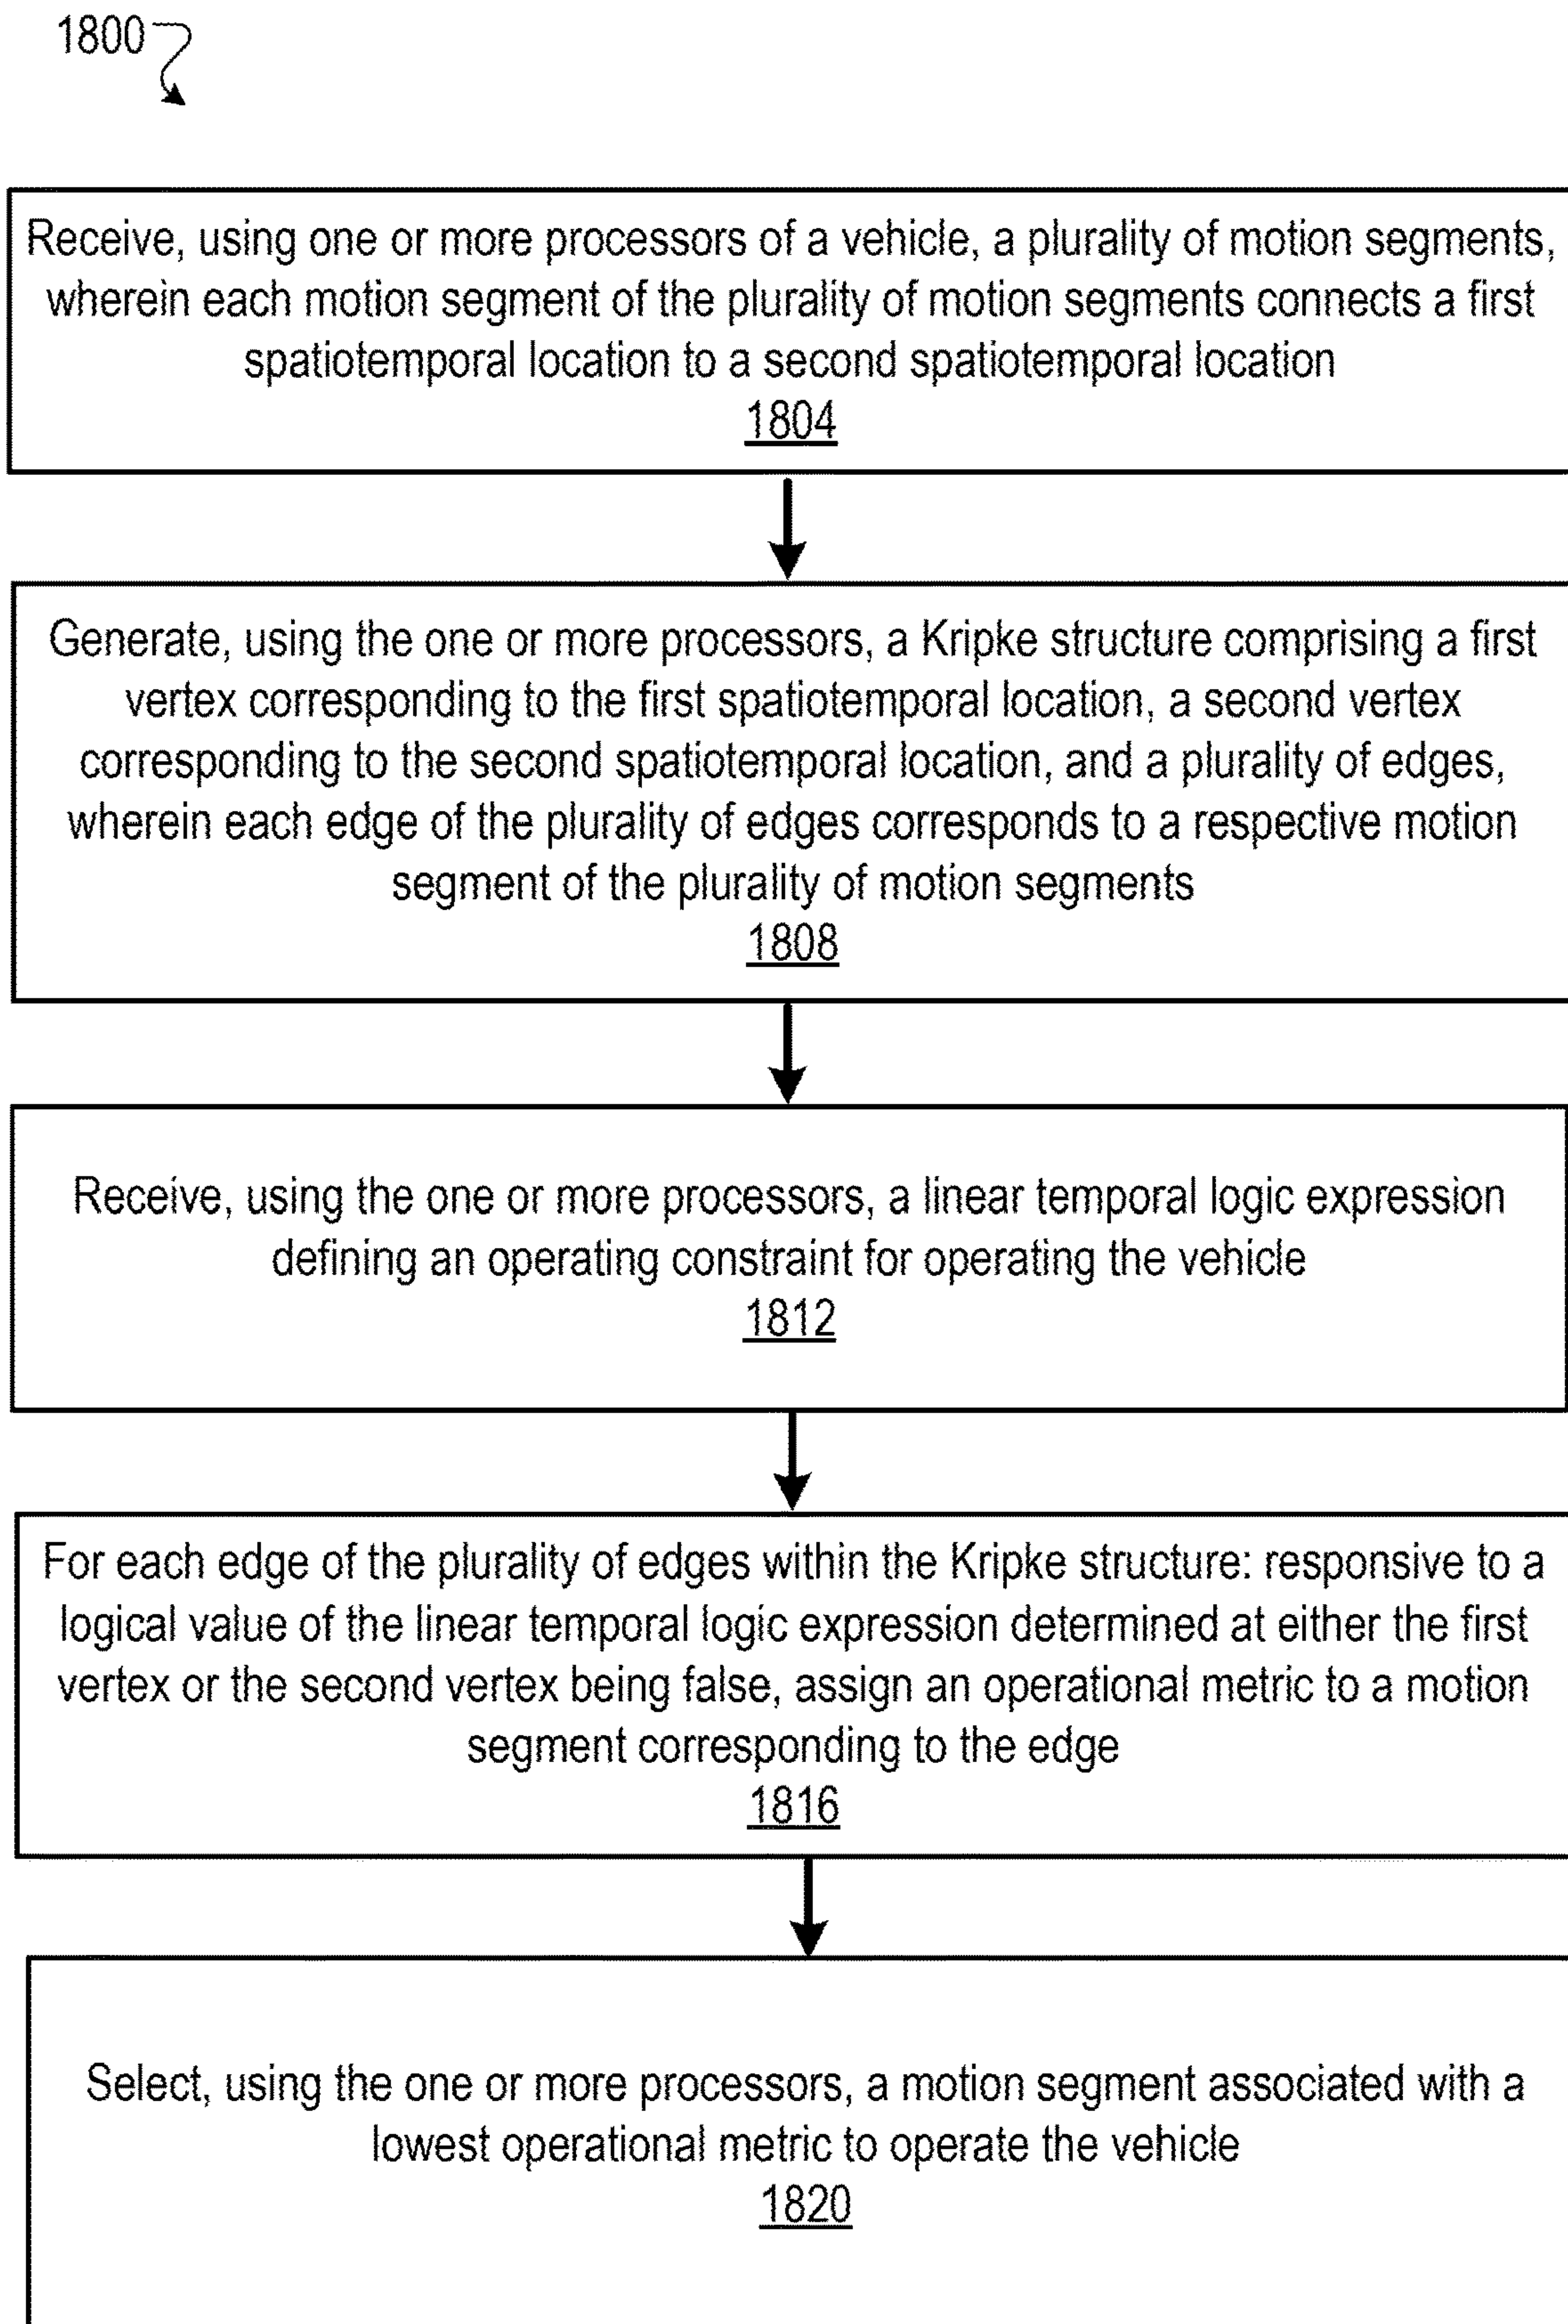 1800
Receive, using one or more processors of a vehicle, a plurality of motion segments,
wherein each motion segment of the plurality of motion segments connects a first
spatiotemporal location to a second spatiotemporal location
1804
Generate, using the one or more processors, a Kripke structure comprising a first
vertex corresponding to the first spatiotemporal location, a second vertex
corresponding to the second spatiotemporal location, and a plurality of edges,
wherein each edge of the plurality of edges corresponds to a respective motion
segment of the plurality of motion segments
1808
Receive, using the one or more processors, a linear temporal logic expression
defining an operating constraint for operating the vehicle
1812
For each edge of the plurality of edges within the Kripke structure: responsive to a
logical value of the linear temporal logic expression determined at either the first
vertex or the second vertex being false, assign an operational metric to a motion
segment corresponding to the edge
1816
Select, using the one or more processors, a motion segment associated with a
lowest operational metric to operate the vehicle
1820